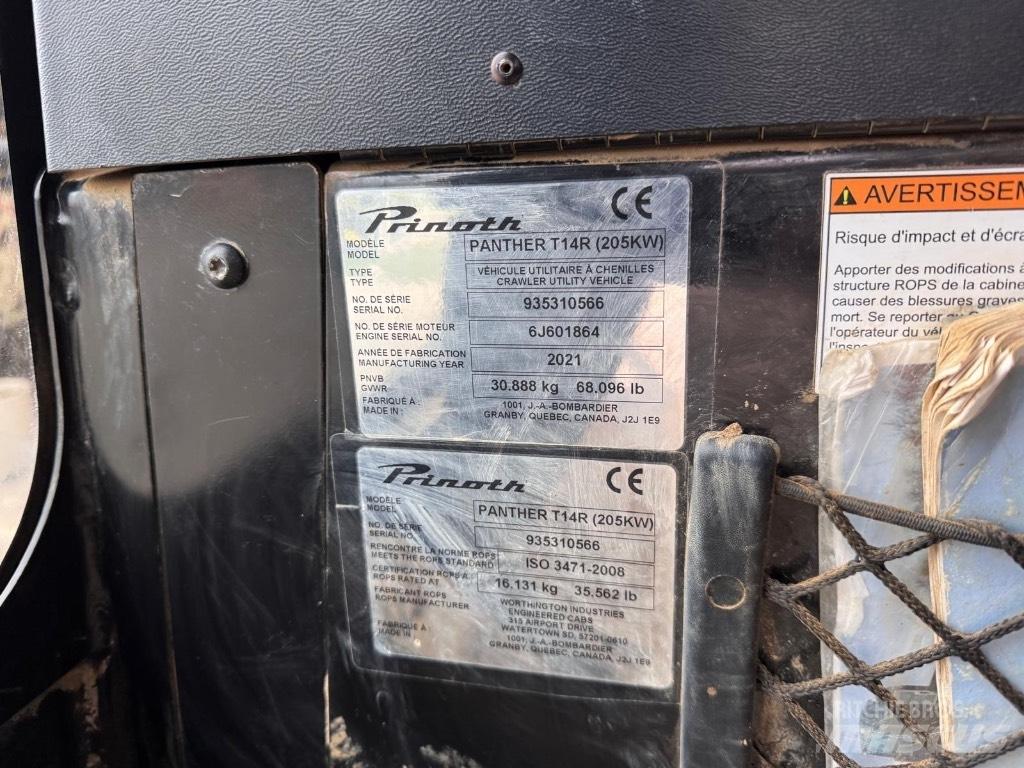 Prinoth CE
MODÈLE
MODEL PANTHER T14R (205KW)
TYPE VÉHICULE UTILITAIRE À CHENILLES
TYPE CRAWLER UTILITY VEHICLE
NO. DE SÉRIE
SERIAL NO. 935310566
NO. DE SÉRIE MOTEUR
ENGINE SERIAL NO. 6J601864
ANNÉE DE FABRICATION
MANUFACTURING YEAR 2021
PNVB
GVWR 30.888 kg 68.096 lb
FABRIQUÉ À : 1001, J.-A.-BOMBARDIER
MADE IN : GRANBY, QUEBEC, CANADA, J2J 1E9
Prinoth CE
MODÈLE
MODEL PANTHER T14R (205KW)
NO. DE SÉRIE
SERIAL NO. 935310566
RENCONTRE LA NORME ROPS
MEETS THE ROPS STANDARD ISO 3471-2008
CERTIFICATION ROPS À
ROPS RATED AT 16.131 kg 35.562 lb
FABRICANT ROPS
ROPS MANUFACTURER
WORTHINGTON INDUSTRIES
ENGINEERED CABS
315 AIRPORT DRIVE
WATERTOWN SD, 57201-0610
FABRIQUÉ À : 1001, J.-A.-BOMBARDIER
MADE IN : GRANBY, QUEBEC, CANADA, J2J 1E9
AVERTISSEM
Risque d'impact et d'écra
Apporter des modifications à
structure ROPS de la cabine
causer des blessures graves
mort. Se reporter au
l'opérateur du véh
l'inspe
RITCHIE BROS
MASCUS